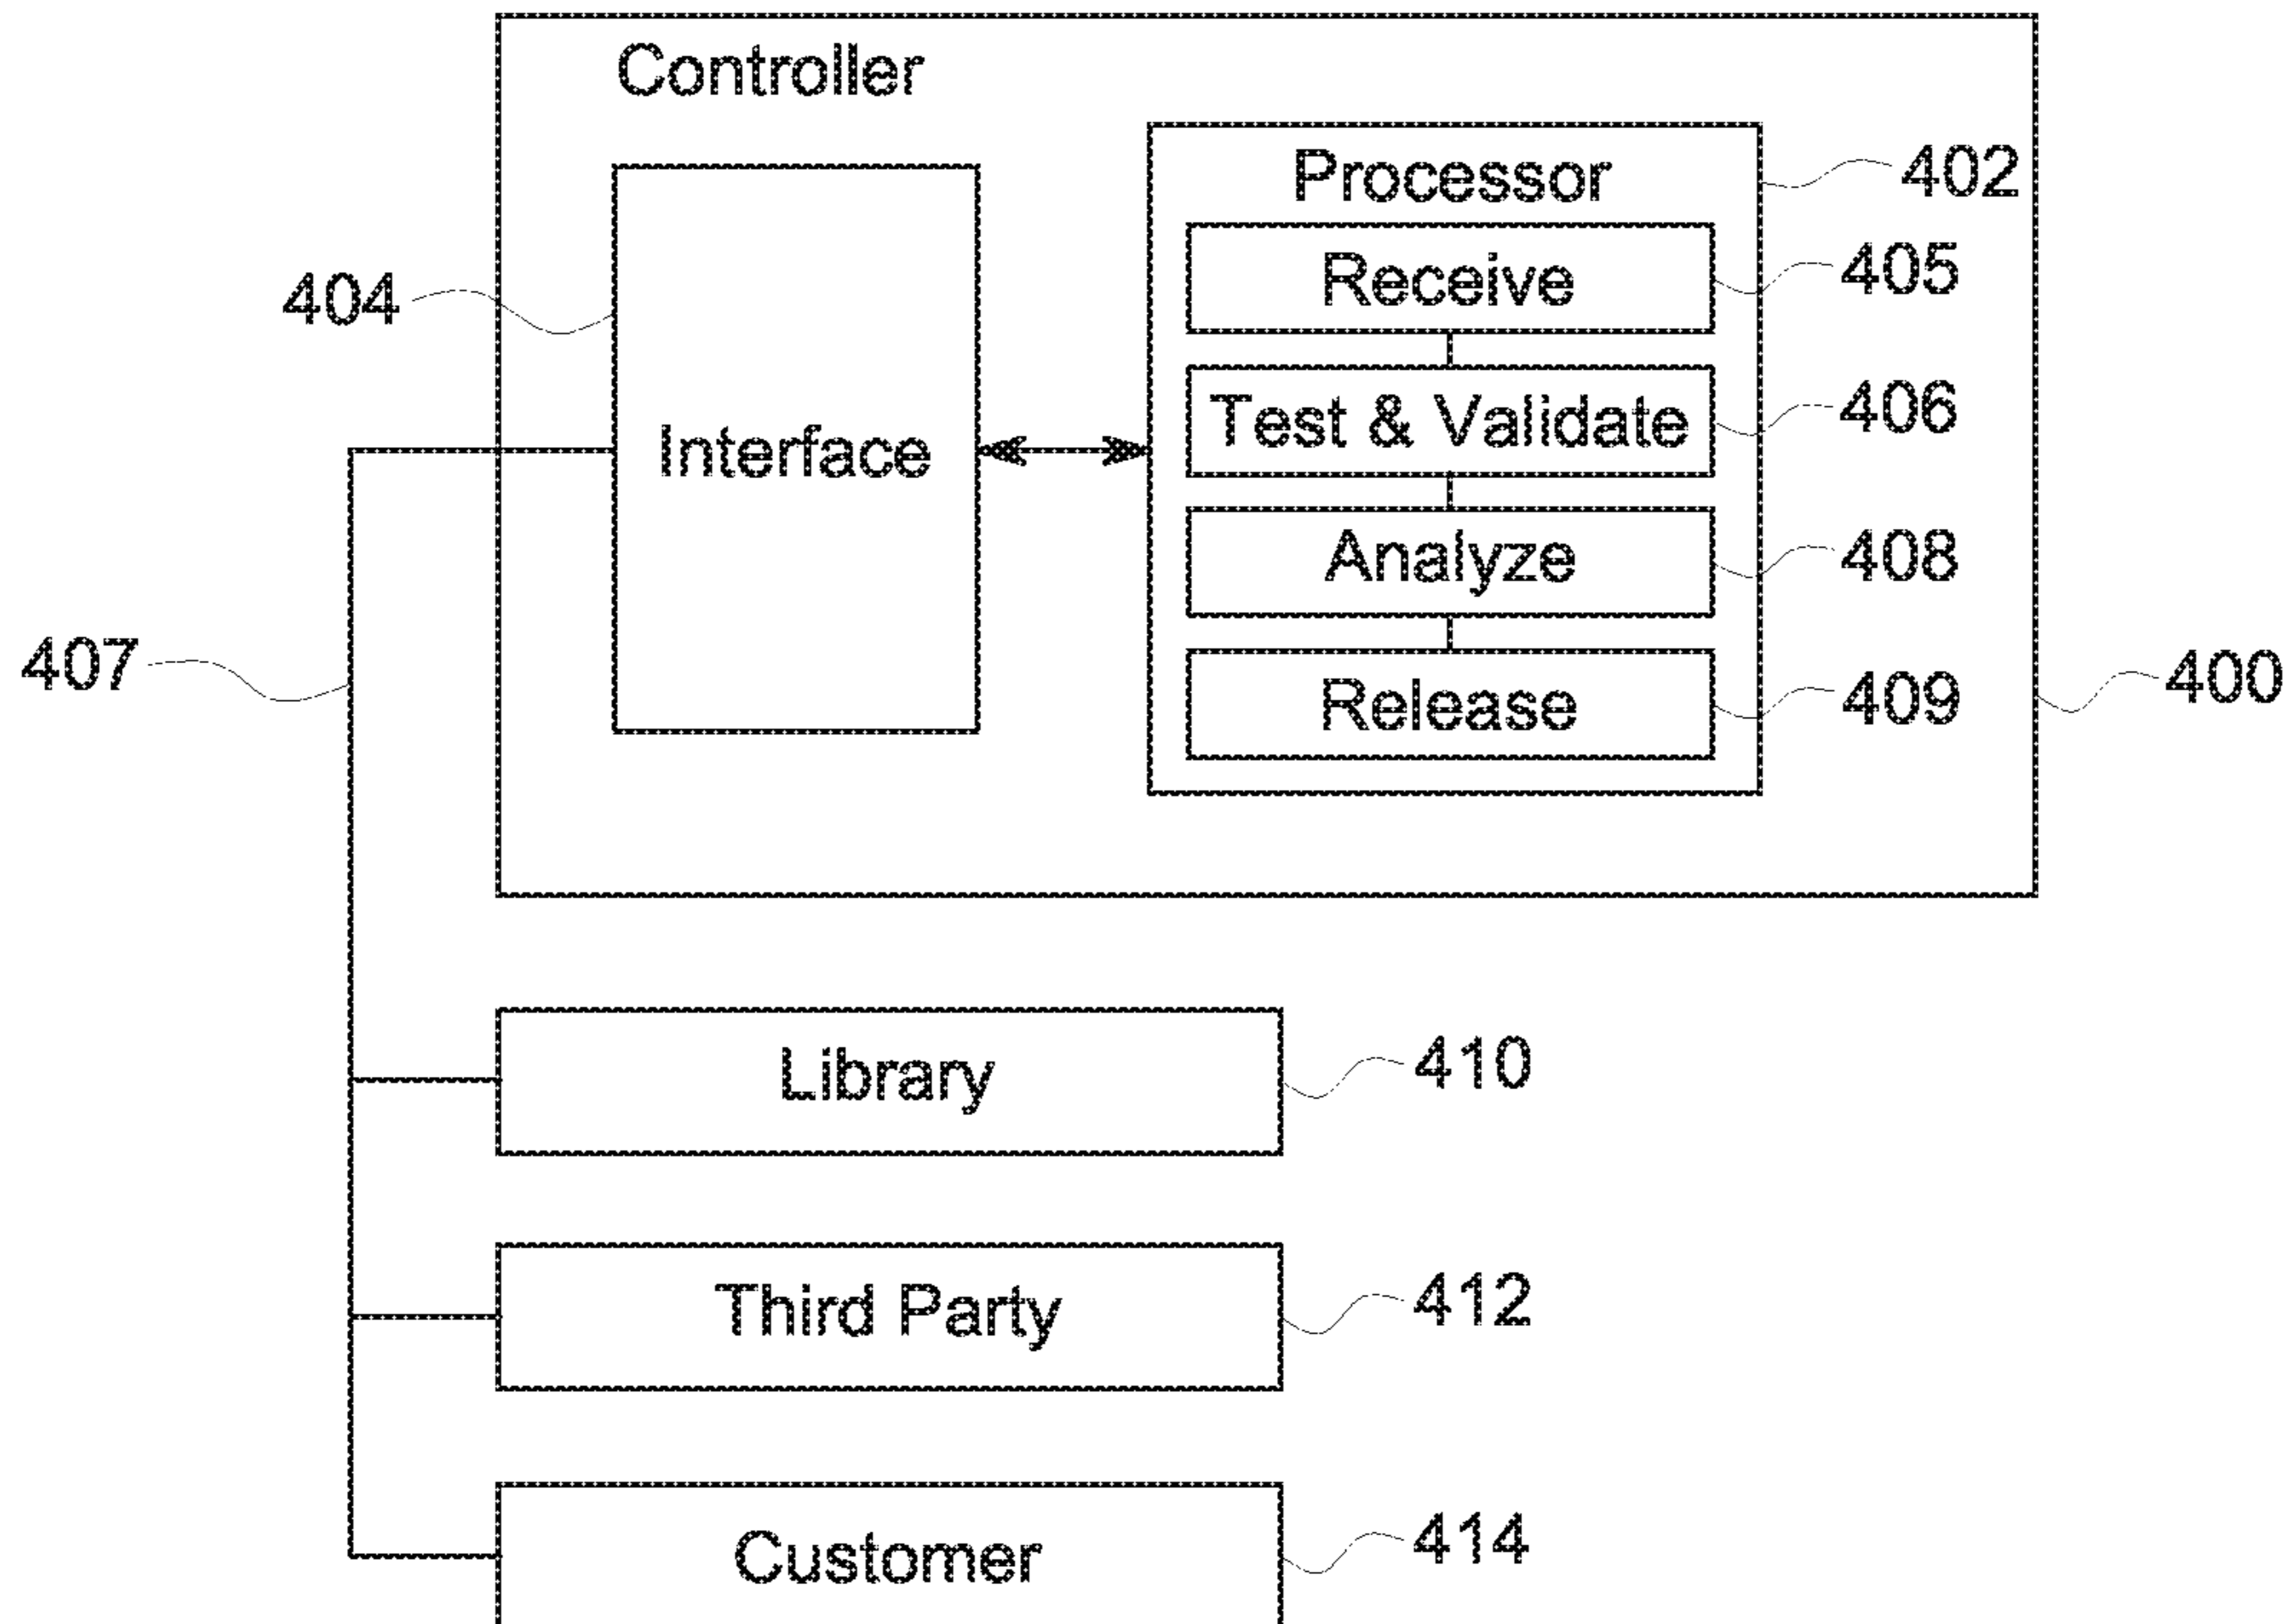 Controller
Processor
402
Receive
405
404
Test & Validate
406
Interface
Analyze
408
407
Release
409
400
Library
410
Third Party
412
Customer
414